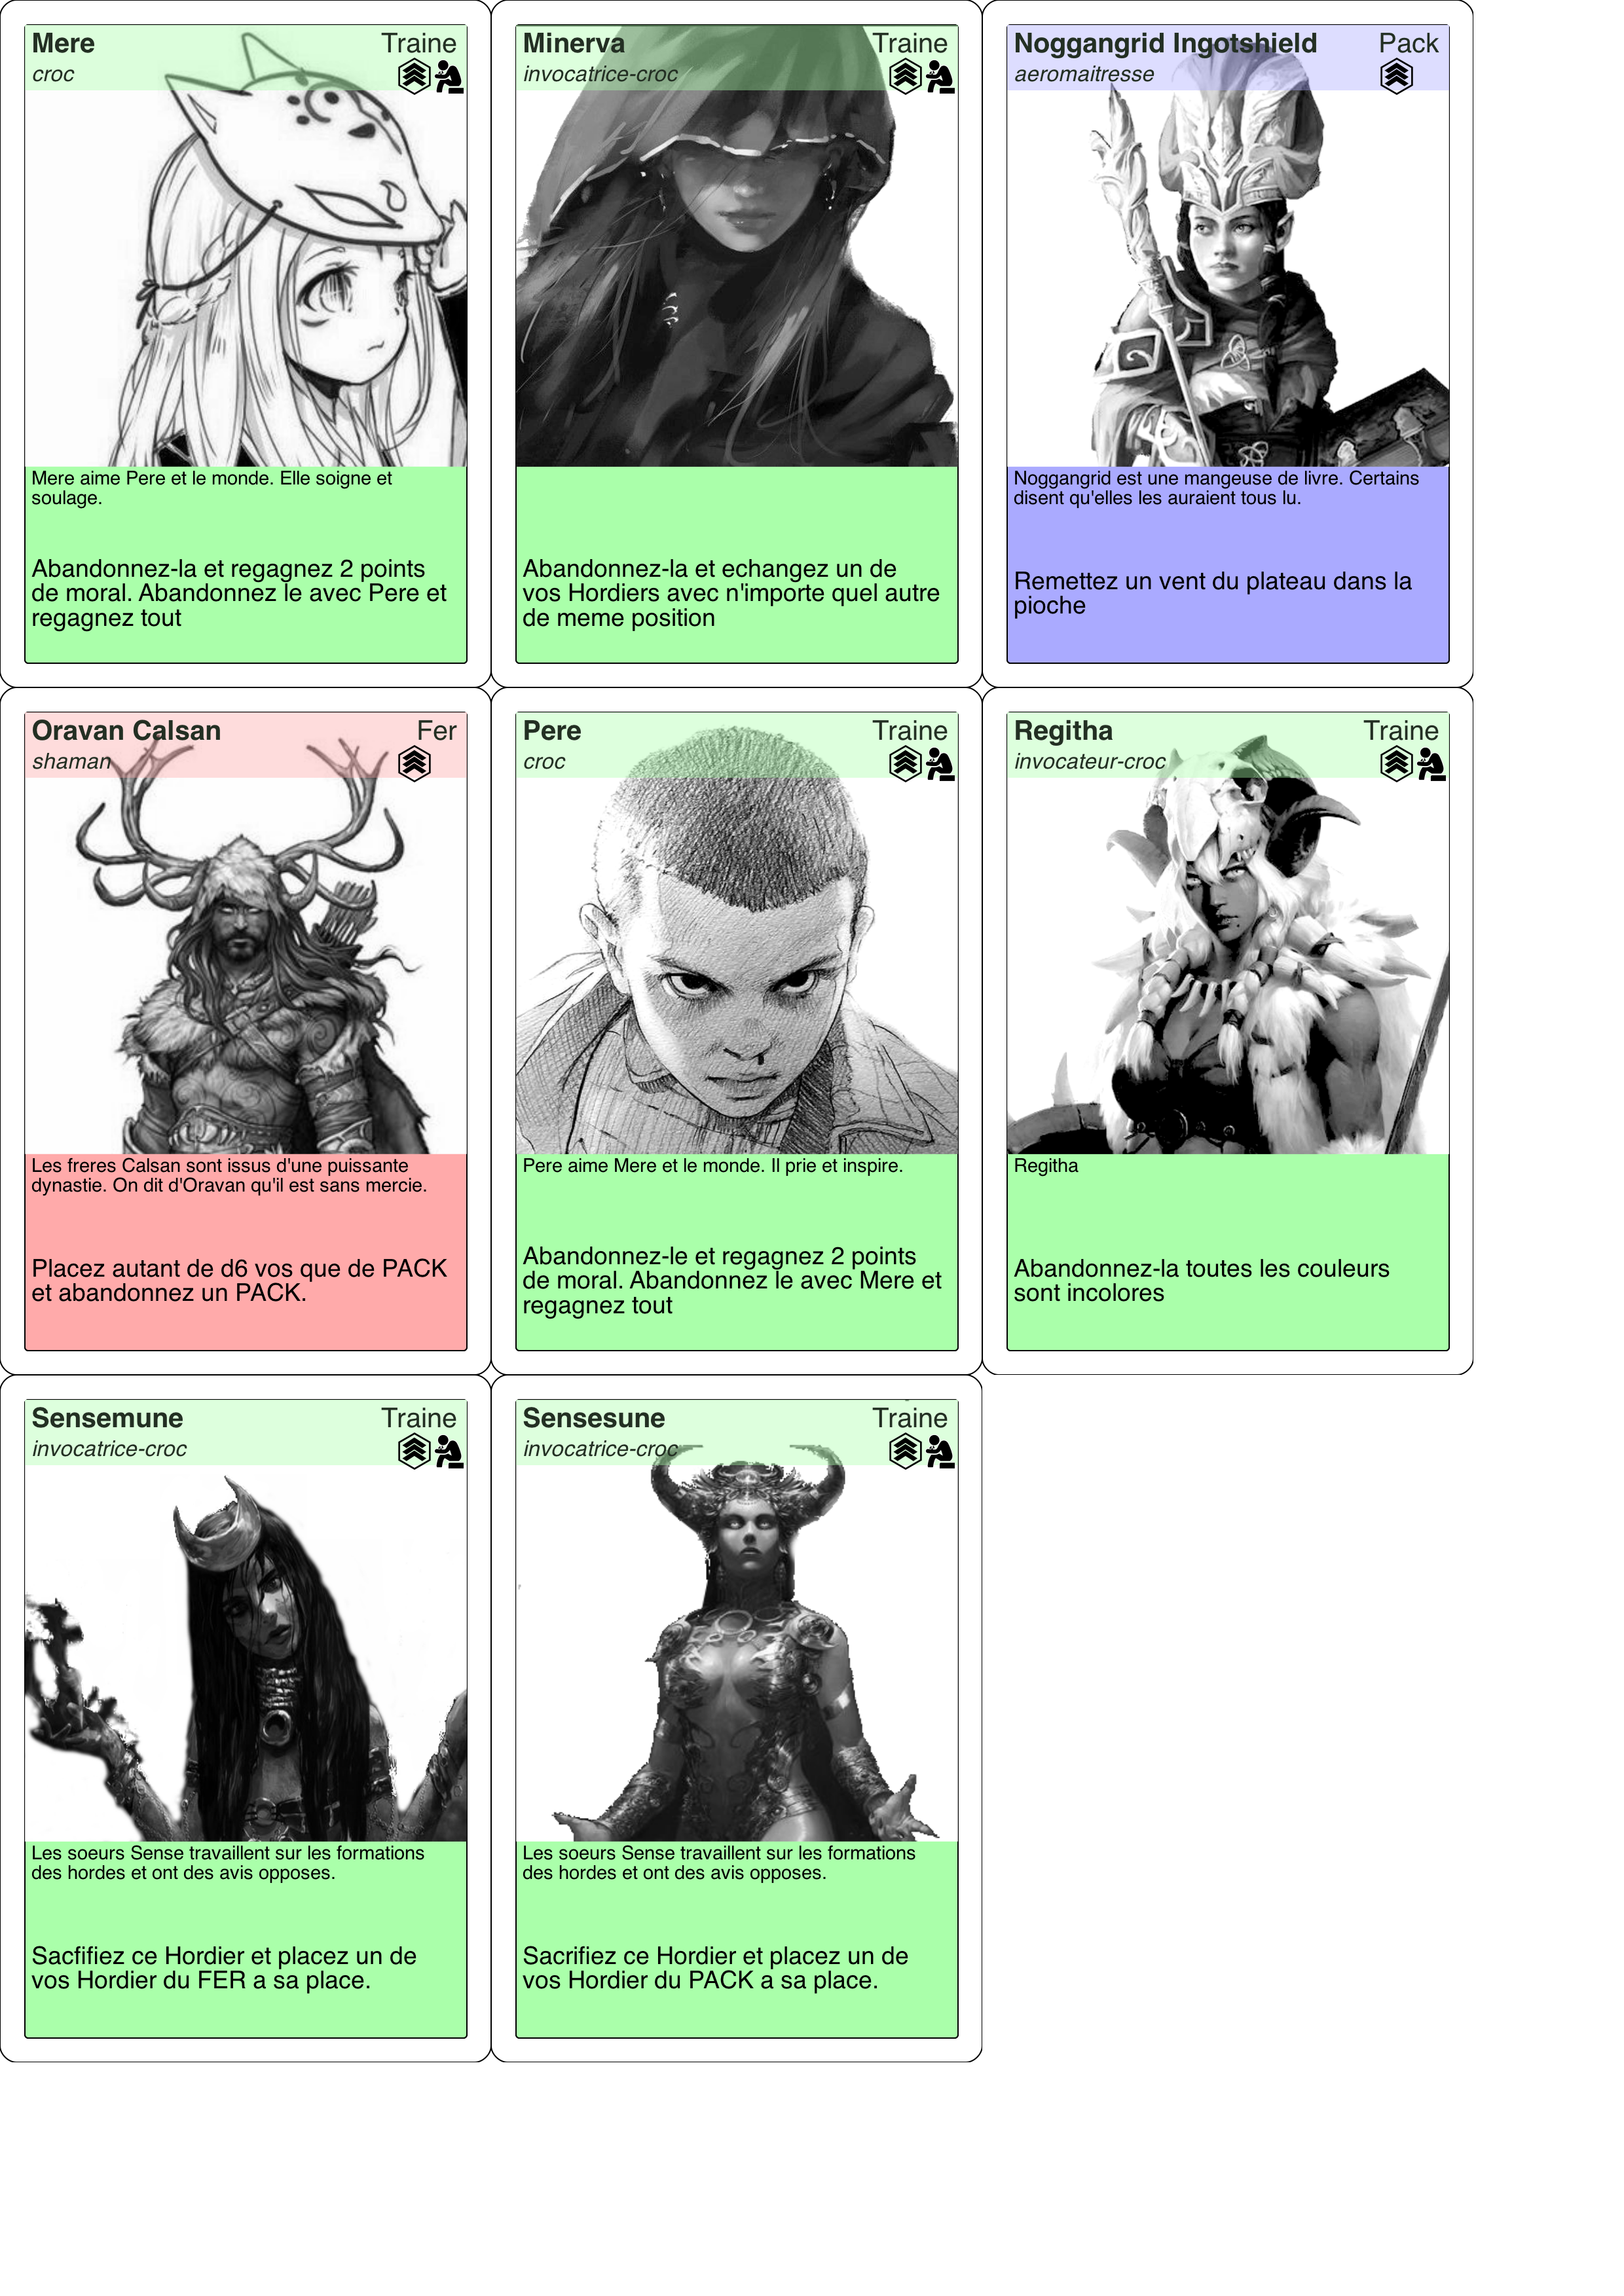 Mere
Traine
croc
Mere aime Pere et le monde. Elle soigne et
soulage.
Abandonnez-la et regagnez 2 points
de moral. Abandonnez le avec Pere et
regagnez tout
Minerva
Traine
invocatrice-croc
Abandonnez-la et echangez un de
vos Hordiers avec n'importe quel autre
de meme position
Noggangrid Ingotshield
Pack
aeromaitresse
Noggangrid est une mangeuse de livre. Certains
disent qu'elles les auraient tous lu.
Remettez un vent du plateau dans la
pioche
Oravan Calsan
Fer
shaman
Les freres Calsan sont issus d'une puissante
dynastie. On dit d'Oravan qu'il est sans mercie.
Placez autant de d6 vos que de PACK
et abandonnez un PACK.
Pere
Traine
croc
Pere aime Mere et le monde. Il prie et inspire.
Abandonnez-le et regagnez 2 points
de moral. Abandonnez le avec Mere et
regagnez tout
Regitha
Traine
invocateur-croc
Regitha
Abandonnez-la toutes les couleurs
sont incolores
Sensemune
Traine
invocatrice-croc
Les soeurs Sense travaillent sur les formations
des hordes et ont des avis opposes.
Sacfifiez ce Hordier et placez un de
vos Hordier du FER a sa place.
Sensesune
Traine
invocatrice-croc
Les soeurs Sense travaillent sur les formations
des hordes et ont des avis opposes.
Sacrifiez ce Hordier et placez un de
vos Hordier du PACK a sa place.